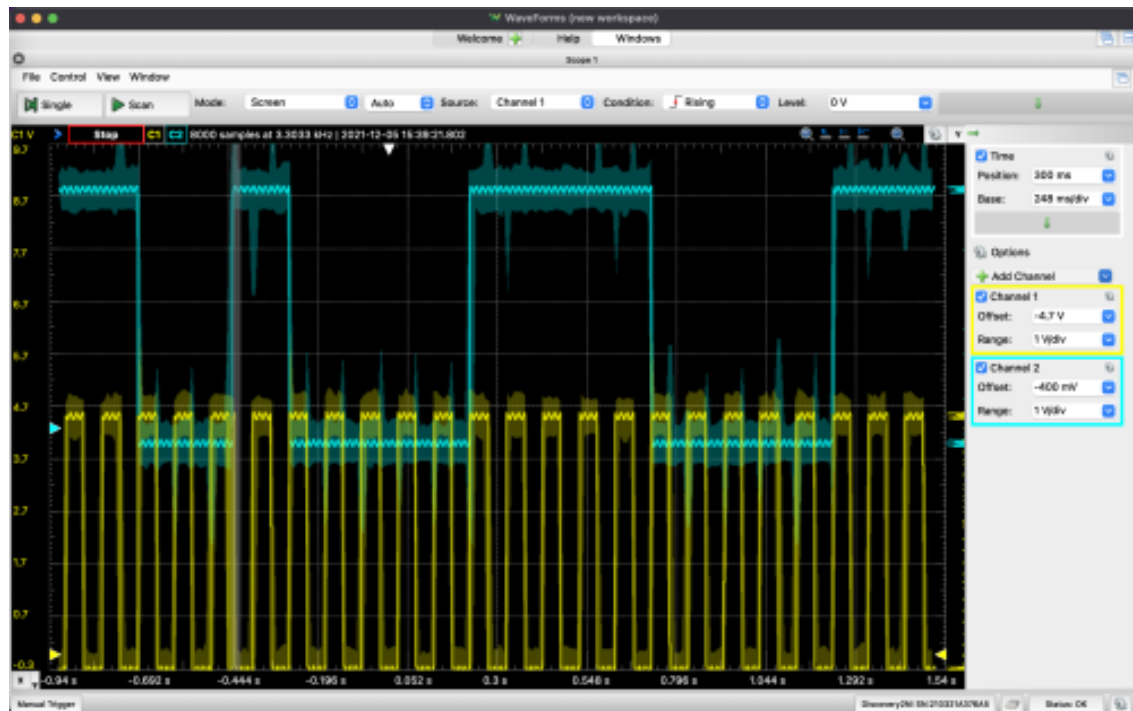 WaveForms (new workspace)
Welcome Help Windows
Scope 1
File Control View Window
Single Scan Mode: Screen Auto Source: Channel 1 Condition: Rising Level: 0 V
C1 V Stop C1 C2 8000 samples at 3.3033 kHz | 2021-12-05 15:39:21.802 Y
9.7
8.7
7.7
6.7
5.7
4.7
3.7
2.7
1.7
0.7
-0.3
X -0.94 s -0.692 s -0.444 s -0.196 s 0.052 s 0.3 s 0.548 s 0.796 s 1.044 s 1.292 s 1.54 s
Time
Position: 300 ms
Base: 248 ms/div
Options
Add Channel
Channel 1
Offset: -4.7 V
Range: 1 V/div
Channel 2
Offset: -400 mV
Range: 1 V/div
Manual Trigger Status: OK